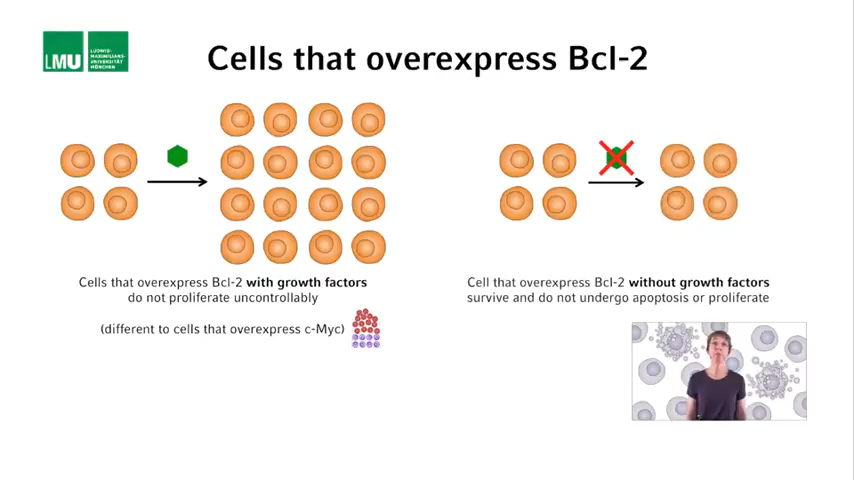 LMU
LUDWIG-
MAXIMILIANS-
UNIVERSITÄT
MÜNCHEN
Cells that overexpress Bcl-2
Cells that overexpress Bcl-2 with growth factors
do not proliferate uncontrollably
(different to cells that overexpress c-Myc)
Cell that overexpress Bcl-2 without growth factors
survive and do not undergo apoptosis or proliferate